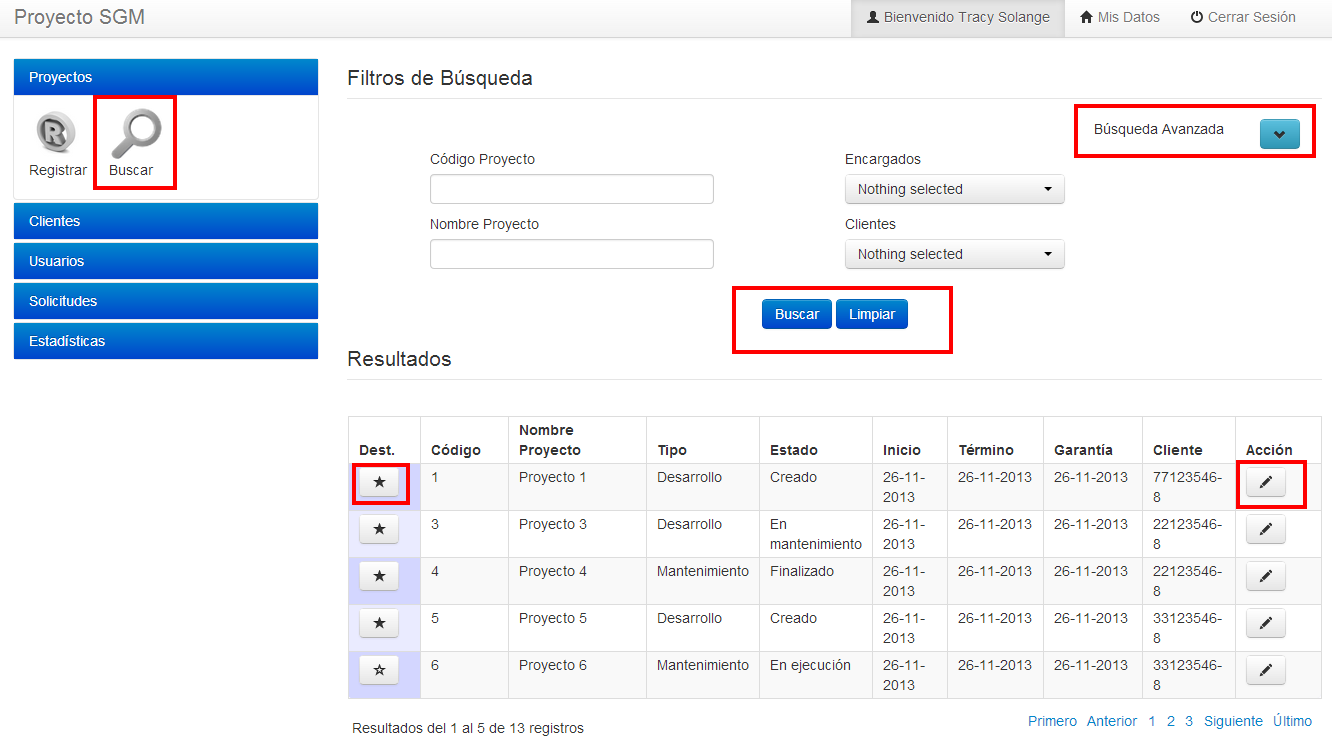 Proyecto SGM
Bienvenido Tracy Solange Mis Datos Cerrar Sesión
Proyectos
R
Registrar Buscar
Clientes
Usuarios
Solicitudes
Estadísticas
Filtros de Búsqueda
Búsqueda Avanzada
Código Proyecto Encargados
Nothing selected
Nombre Proyecto Clientes
Nothing selected
Buscar Limpiar
Resultados
Dest. Código Nombre Proyecto Tipo Estado Inicio Término Garantía Cliente Acción
1 Proyecto 1 Desarrollo Creado 26-11-2013 26-11-2013 26-11-2013 77123546-8
3 Proyecto 3 Desarrollo En mantenimiento 26-11-2013 26-11-2013 26-11-2013 22123546-8
4 Proyecto 4 Mantenimiento Finalizado 26-11-2013 26-11-2013 26-11-2013 22123546-8
5 Proyecto 5 Desarrollo Creado 26-11-2013 26-11-2013 26-11-2013 33123546-8
6 Proyecto 6 Mantenimiento En ejecución 26-11-2013 26-11-2013 26-11-2013 33123546-8
Resultados del 1 al 5 de 13 registros
Primero Anterior 1 2 3 Siguiente Último